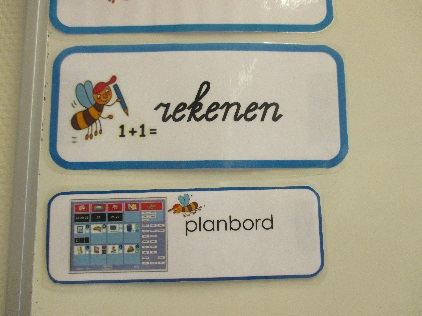 rekenen
1+1=
planbord